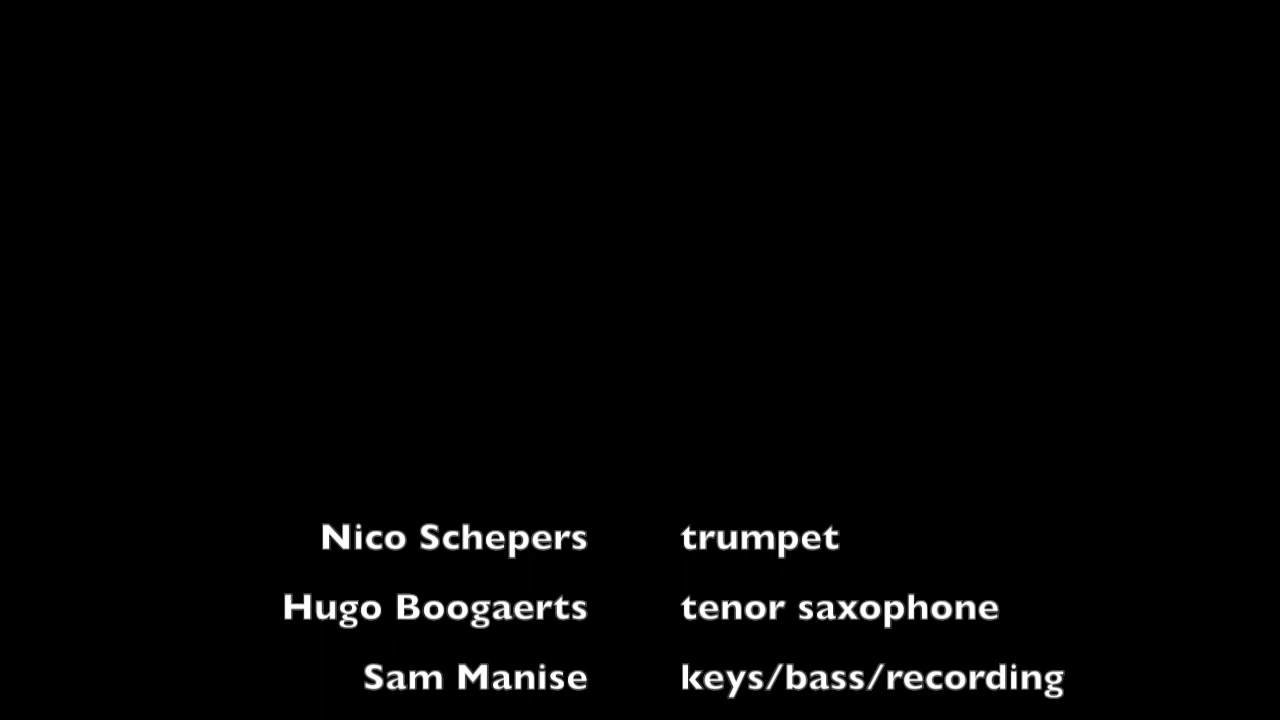 Nico Schepers trumpet
Hugo Boogaerts tenor saxophone
Sam Manise keys/bass/recording